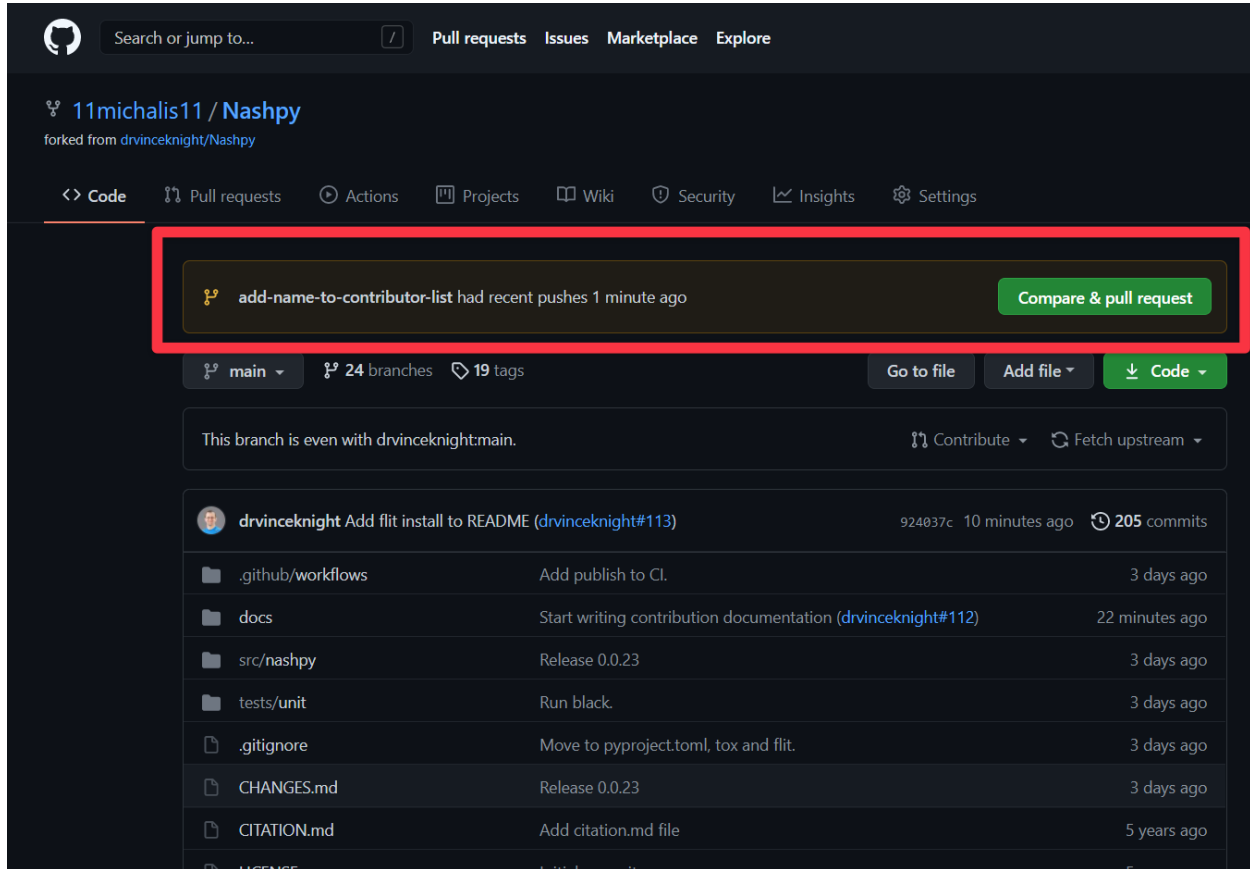 Search or jump to... / Pull requests Issues Marketplace Explore
11michalis11 / Nashpy
forked from drvinceknight/Nashpy
<> Code Pull requests Actions Projects Wiki Security Insights Settings
add-name-to-contributor-list had recent pushes 1 minute ago Compare & pull request
main 24 branches 19 tags Go to file Add file Code
This branch is even with drvinceknight:main. Contribute Fetch upstream
drvinceknight Add flit install to README (drvinceknight#113) 924037c 10 minutes ago 205 commits
.github/workflows Add publish to CI. 3 days ago
docs Start writing contribution documentation (drvinceknight#112) 22 minutes ago
src/nashpy Release 0.0.23 3 days ago
tests/unit Run black. 3 days ago
.gitignore Move to pyproject.toml, tox and flit. 3 days ago
CHANGES.md Release 0.0.23 3 days ago
CITATION.md Add citation.md file 5 years ago